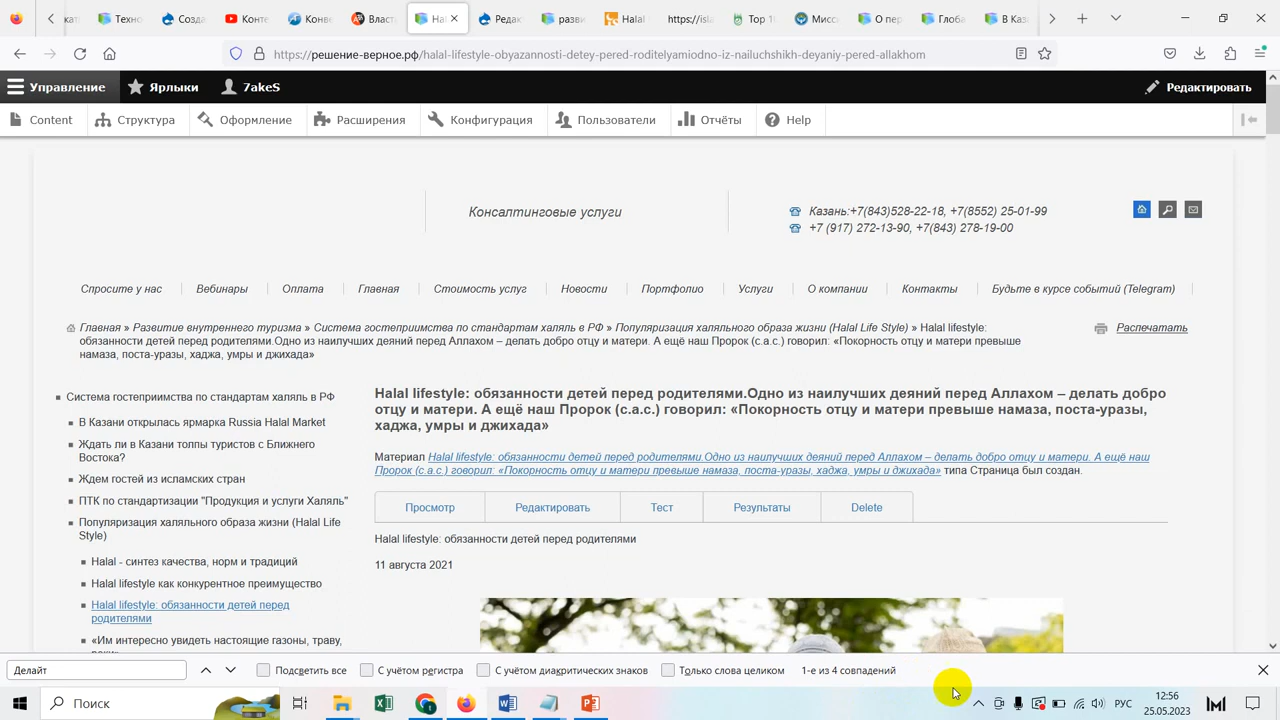 Техно
Созда
Конте
Конве
Власт
Hal
Редак
разви
Halal
https://isla
Top 1
Мисс
О пер
Глоба
В Каз
https://решение-верное.рф/halal-lifestyle-obyazannosti-detey-pered-roditelyamiodno-iz-nailuchshikh-deyaniy-pered-allakhom
Управление
Ярлыки
7akeS
Редактировать
Content
Структура
Оформление
Расширения
Конфигурация
Пользователи
Отчёты
Help
Консалтинговые услуги
Казань:+7(843)528-22-18, +7(8552) 25-01-99
+7 (917) 272-13-90, +7(843) 278-19-00
Спросите у нас
Вебинары
Оплата
Главная
Стоимость услуг
Новости
Портфолио
Услуги
О компании
Контакты
Будьте в курсе событий (Telegram)
Главная » Развитие внутреннего туризма » Система гостеприимства по стандартам халяль в РФ » Популяризация халяльного образа жизни (Halal Life Style) » Halal lifestyle:
обязанности детей перед родителями.Одно из наилучших деяний перед Аллахом – делать добро отцу и матери. А ещё наш Пророк (с.а.с.) говорил: «Покорность отцу и матери превыше
намаза, поста-уразы, хаджа, умры и джихада»
Распечатать
Система гостеприимства по стандартам халяль в РФ
В Казани открылась ярмарка Russia Halal Market
Ждать ли в Казани толпы туристов с Ближнего
Востока?
Ждем гостей из исламских стран
ПТК по стандартизации "Продукция и услуги Халяль"
Популяризация халяльного образа жизни (Halal Life
Style)
Halal - синтез качества, норм и традиций
Halal lifestyle как конкурентное преимущество
Halal lifestyle: обязанности детей перед
родителями
«Им интересно увидеть настоящие газоны, траву,
Halal lifestyle: обязанности детей перед родителями.Одно из наилучших деяний перед Аллахом – делать добро
отцу и матери. А ещё наш Пророк (с.а.с.) говорил: «Покорность отцу и матери превыше намаза, поста-уразы,
хаджа, умры и джихада»
Материал Halal lifestyle: обязанности детей перед родителями.Одно из наилучших деяний перед Аллахом – делать добро отцу и матери. А ещё наш
Пророк (с.а.с.) говорил: «Покорность отцу и матери превыше намаза, поста-уразы, хаджа, умры и джихада» типа Страница был создан.
Просмотр
Редактировать
Тест
Результаты
Delete
Halal lifestyle: обязанности детей перед родителями
11 августа 2021
Делайт
Подсветить все
С учётом регистра
С учётом диакритических знаков
Только слова целиком
1-е из 4 совпадений
Поиск
РУС
12:56
25.05.2023